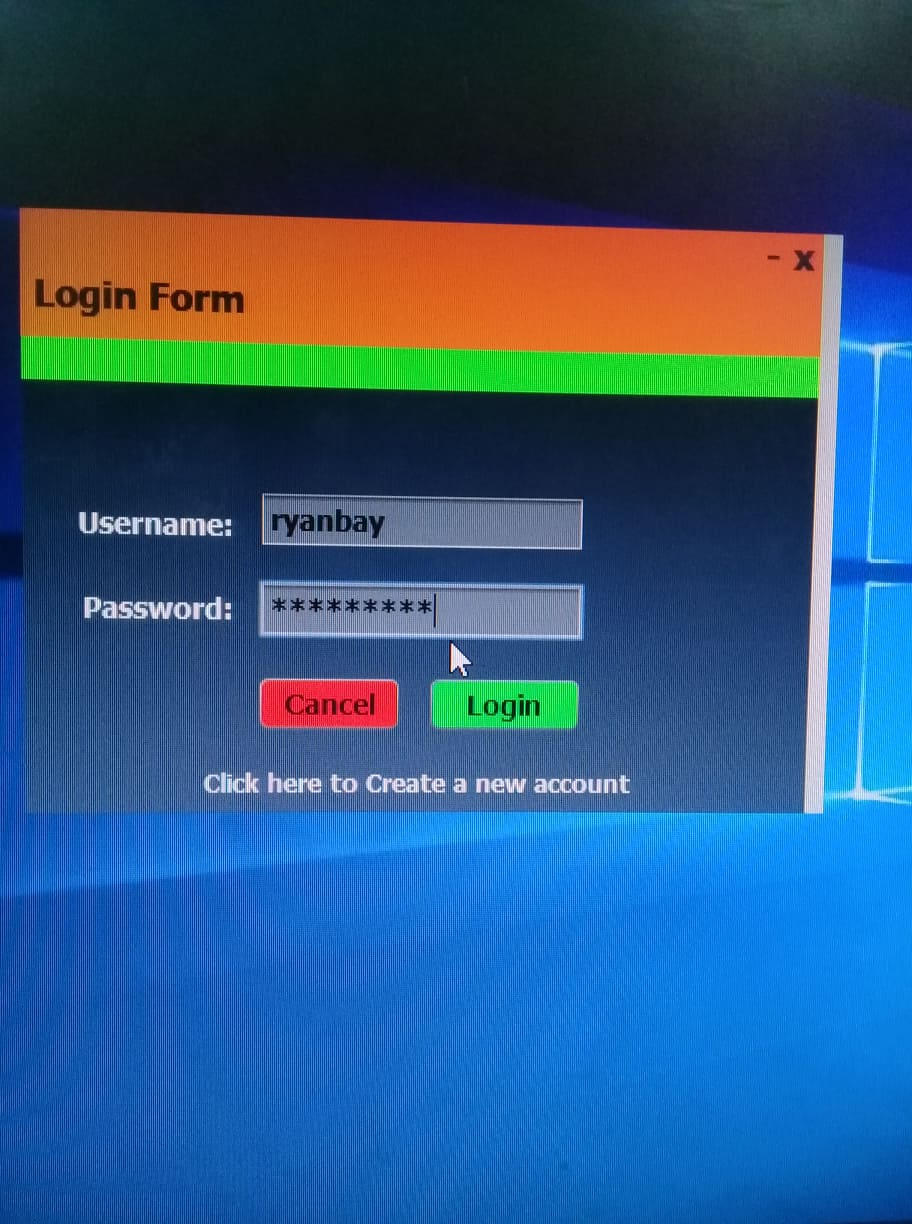 - X
Login Form
Username: ryanbay
Password: *********
Cancel Login
Click here to Create a new account